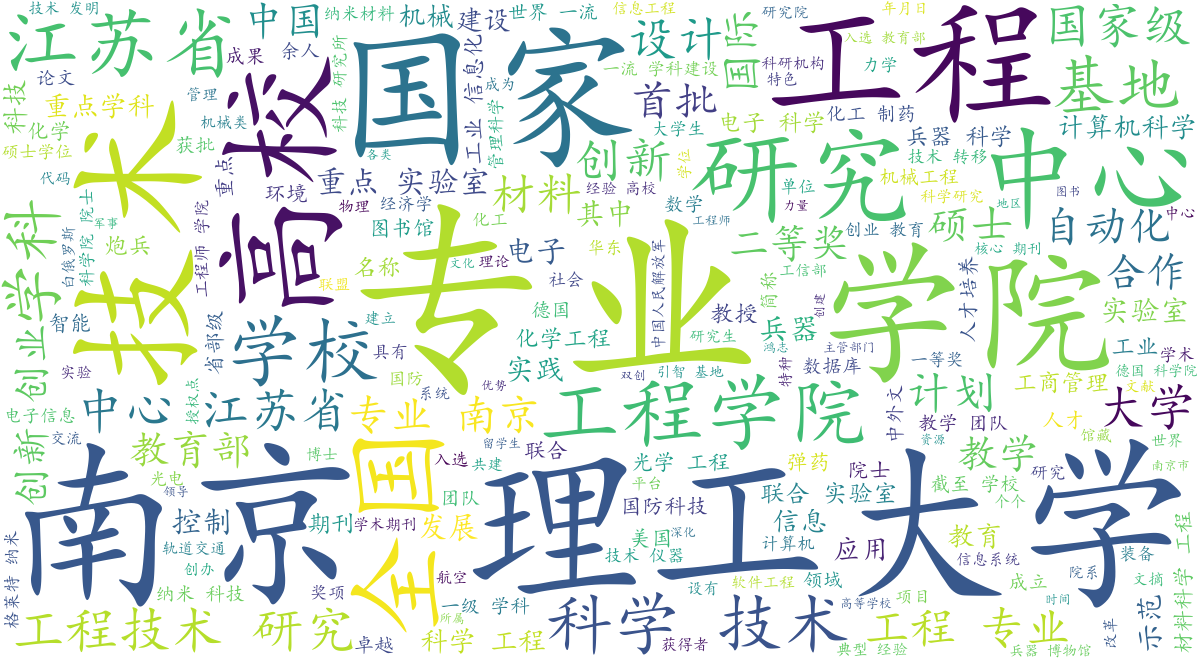 技术 发明
江苏省
中国
纳米材料
机械
建设
世界 一流
信息工程
研究院
年月日
国家级
成果
余人
国家
信息化
设计
国际
工程
入选 教育部
论文
科技
重点学科
管理
科技 研究所
工业
成为
一流 学科建设
科研机构
特色
力学
基地
化学
机械类
高校
管理科学
首批
大学生
电子 科学
化工 制药
兵器 科学
计算机科学
硕士学位
获批
技术
重点
各类
创新
学位
研究
技术 转移
中心
代码
环境
重点 实验室
材料
经验 高校
单位
机械工程
科学研究
图书
物理
经济学
化工
其中
数学
工程师
力量
地区
军事
科学院 院士
白俄罗斯
炮兵
工程师 学院
图书馆
电子
华东
中国人民解放军
二等奖
创业 教育
硕士
核心 期刊
自动化
中心
名称
文化
理论
社会
工信部
简称
学院
人才培养
合作
创新 创业
学科
智能
省部级
联盟
专业
德国
教授
兵器
创建
实验室
学校
建立
化学工程
研究生
鸿志
主管部门
一等奖
工业
学术
实验
具有
实践
双创
引智 基地
特种
数据库
德国 科学院
国防
系统
优势
计划
工商管理
文献
电子信息
中心
授权点
江苏省
专业 南京
工程学院
中外文
教学 团队
人才
大学
交流
教育部
博士
全国
留学生
入选
共建
联合
光学 工程
弹药
院士
资源
教学
馆藏
世界
光电
领导
团队
平台
国防科技
联合 实验室
截至 学校
研究
南京市
个个
南京理工大学
控制
期刊
学术期刊
发展
美国
深化
信息
计算机
应用
教育
信息系统
装备
轨道交通
创办
技术 仪器
格莱特 纳米
纳米 科技
奖项
航空
设有
软件工程
领域
成立
院系
文摘
材料科学 工程
工程技术
研究
卓越
一级 学科
所属
科学 工程
科学 技术
获得者
高等学校
项目
工程 专业
典型 经验
时间
兵器 博物馆
改革
示范